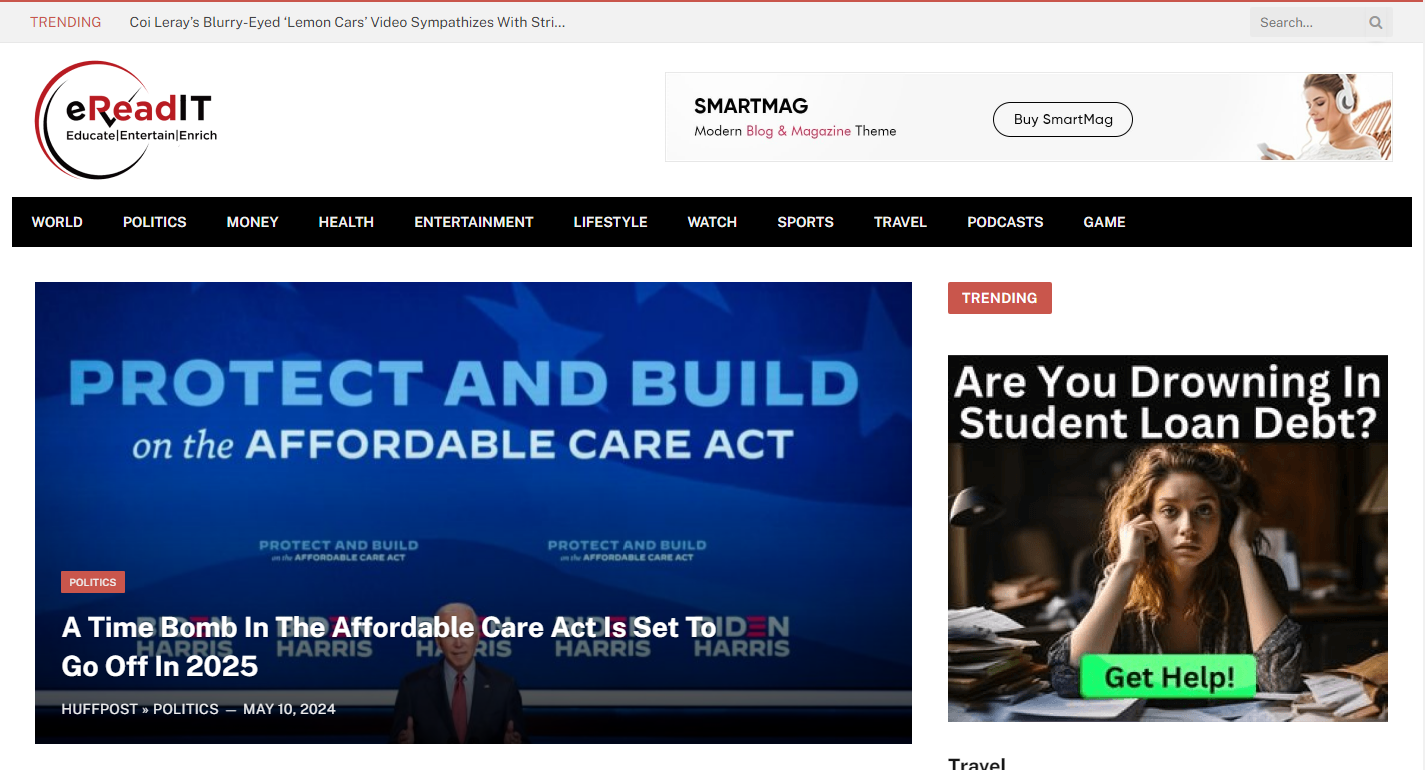 TRENDING
Coi Leray's Blurry-Eyed 'Lemon Cars' Video Sympathizes With Stri...
Search...
eReadIT
Educate|Entertain|Enrich
SMARTMAG
Modern Blog & Magazine Theme
Buy SmartMag
WORLD POLITICS MONEY HEALTH ENTERTAINMENT LIFESTYLE WATCH SPORTS TRAVEL PODCASTS GAME
PROTECT AND BUILD
on the AFFORDABLE CARE ACT
PROTECT AND BUILD PROTECT AND BUILD
on the AFFORDABLE CARE ACT on the AFFORDABLE CARE ACT
POLITICS
A Time Bomb In The Affordable Care Act Is Set To
Go Off In 2025
HARRIS HARRIS HARRIS HARRIS
HUFFPOST » POLITICS — MAY 10, 2024
TRENDING
Are You Drowning In
Student Loan Debt?
Get Help!
Travel